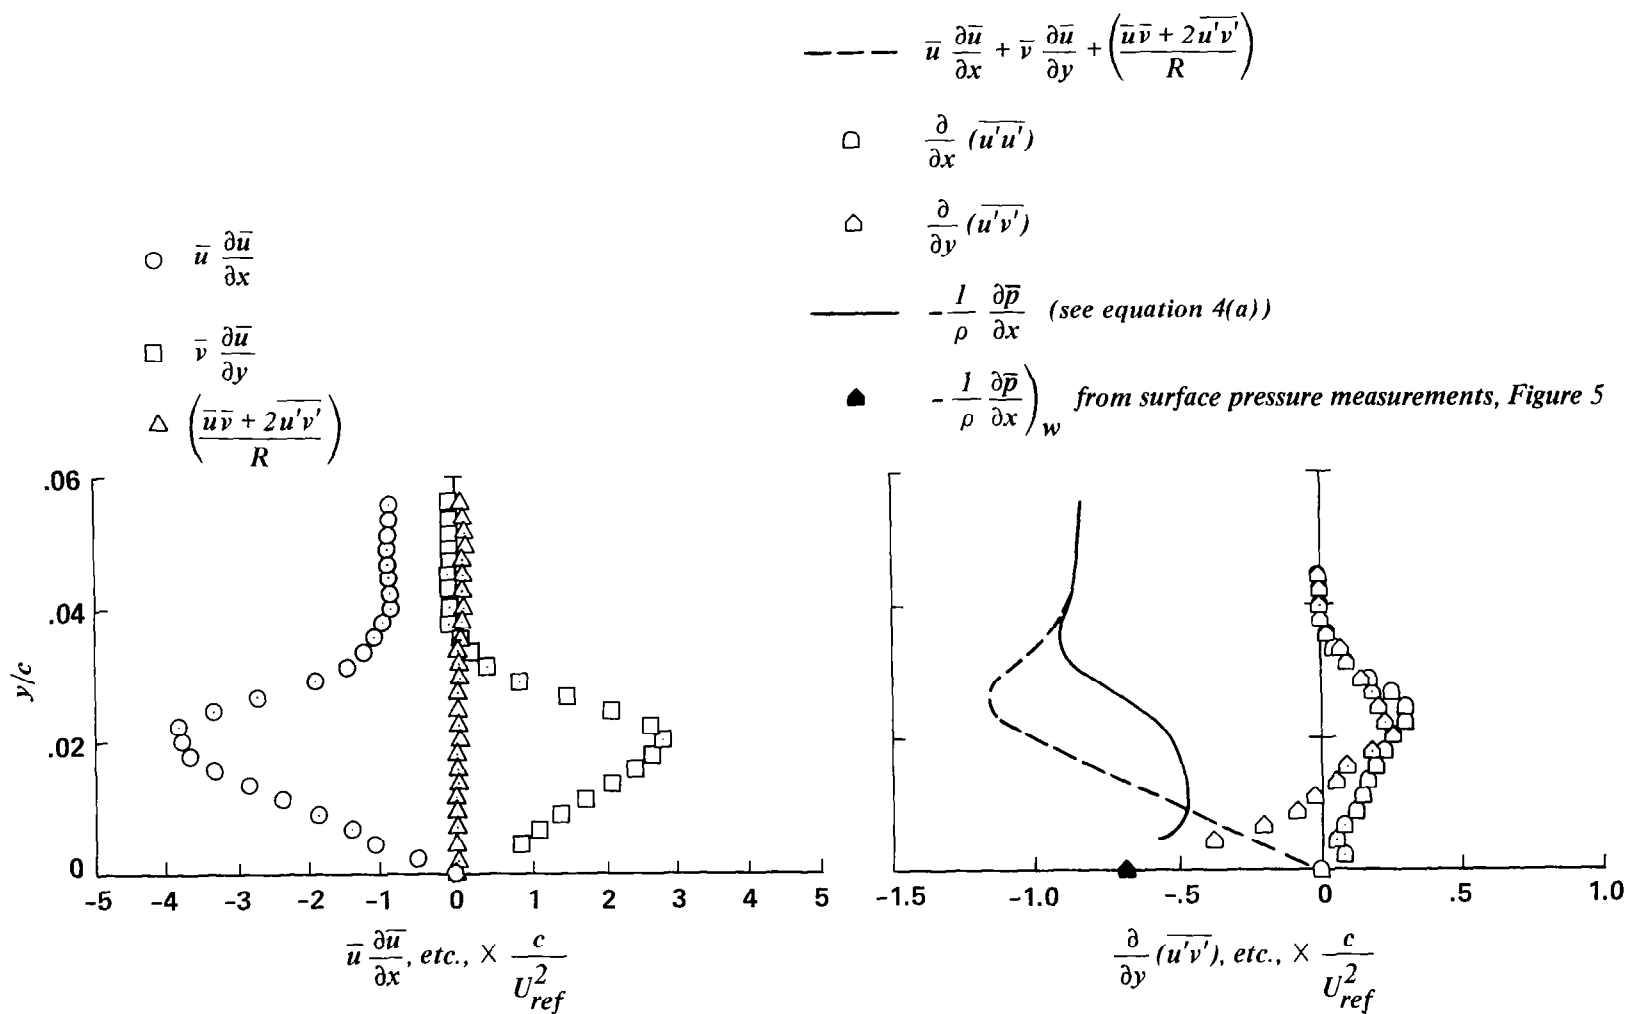 u̅ ∂u̅/∂x + v̅ ∂u̅/∂y + ( (u̅v̅ + 2u'v'̅)/R )
∂/∂x (u'u'̅)
∂/∂y (u'v'̅)
-1/ρ ∂p̅/∂x (see equation 4(a))
-1/ρ ∂p̅/∂x )w from surface pressure measurements, Figure 5
u̅ ∂u̅/∂x
v̅ ∂u̅/∂y
( (u̅v̅ + 2u'v'̅)/R )
.06
.04
y/c
.02
0
-5 -4 -3 -2 -1 0 1 2 3 4 5
u̅ ∂u̅/∂x, etc., × c/U²ref
-1.5 -1.0 -.5 0 .5 1.0
∂/∂y (u'v'̅), etc., × c/U²ref